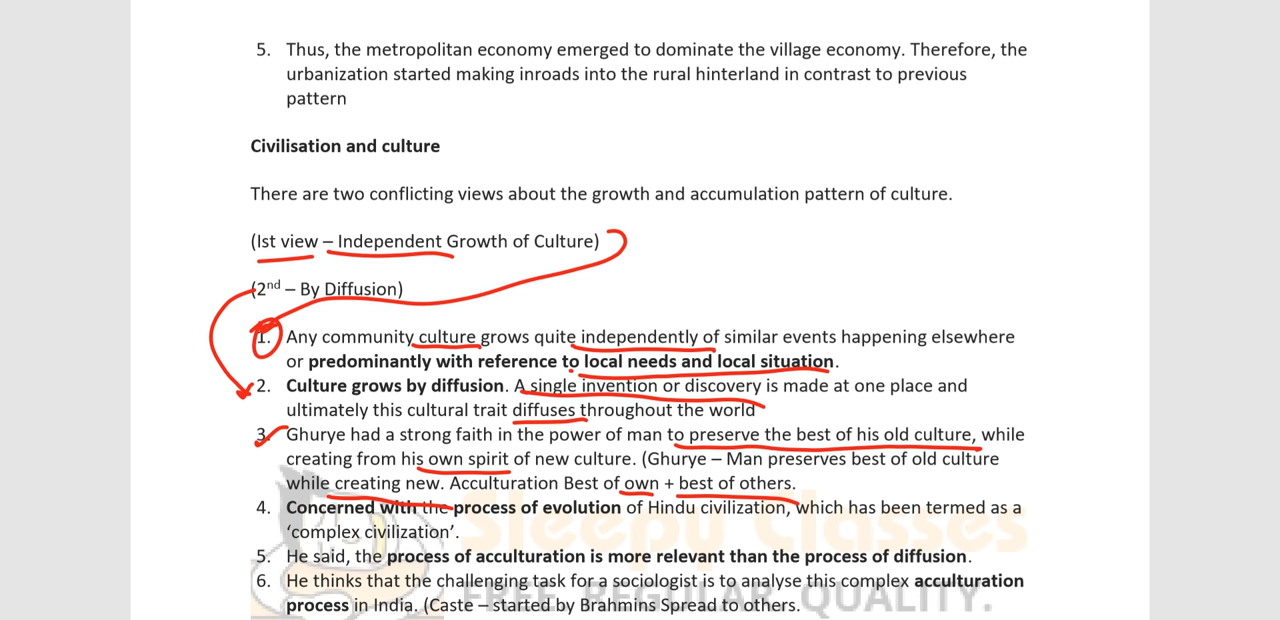 5. Thus, the metropolitan economy emerged to dominate the village economy. Therefore, the
urbanization started making inroads into the rural hinterland in contrast to previous
pattern
Civilisation and culture
There are two conflicting views about the growth and accumulation pattern of culture.
(Ist view – Independent Growth of Culture)
(2nd – By Diffusion)
1. Any community culture grows quite independently of similar events happening elsewhere
or predominantly with reference to local needs and local situation.
2. Culture grows by diffusion. A single invention or discovery is made at one place and
ultimately this cultural trait diffuses throughout the world
3. Ghurye had a strong faith in the power of man to preserve the best of his old culture, while
creating from his own spirit of new culture. (Ghurye – Man preserves best of old culture
while creating new. Acculturation Best of own + best of others.
4. Concerned with the process of evolution of Hindu civilization, which has been termed as a
‘complex civilization’.
5. He said, the process of acculturation is more relevant than the process of diffusion.
6. He thinks that the challenging task for a sociologist is to analyse this complex acculturation
process in India. (Caste – started by Brahmins Spread to others.
Sleepy Classes
FREE. REGULAR. QUALITY.